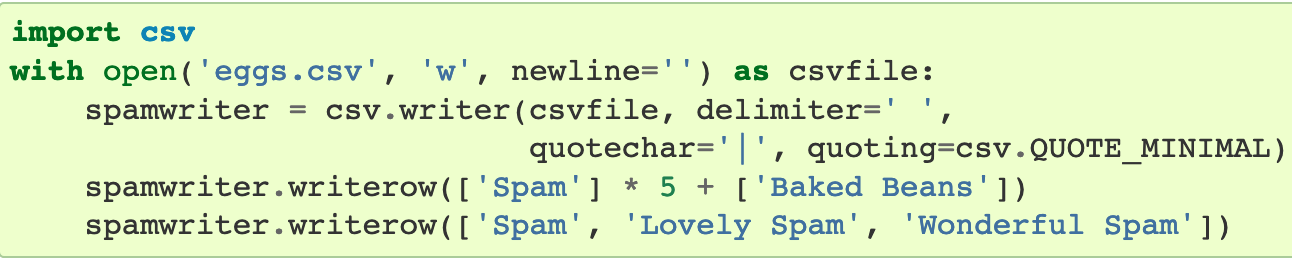 import csv
with open('eggs.csv', 'w', newline='') as csvfile:
    spamwriter = csv.writer(csvfile, delimiter=' ',
                            quotechar='|', quoting=csv.QUOTE_MINIMAL)
    spamwriter.writerow(['Spam'] * 5 + ['Baked Beans'])
    spamwriter.writerow(['Spam', 'Lovely Spam', 'Wonderful Spam'])